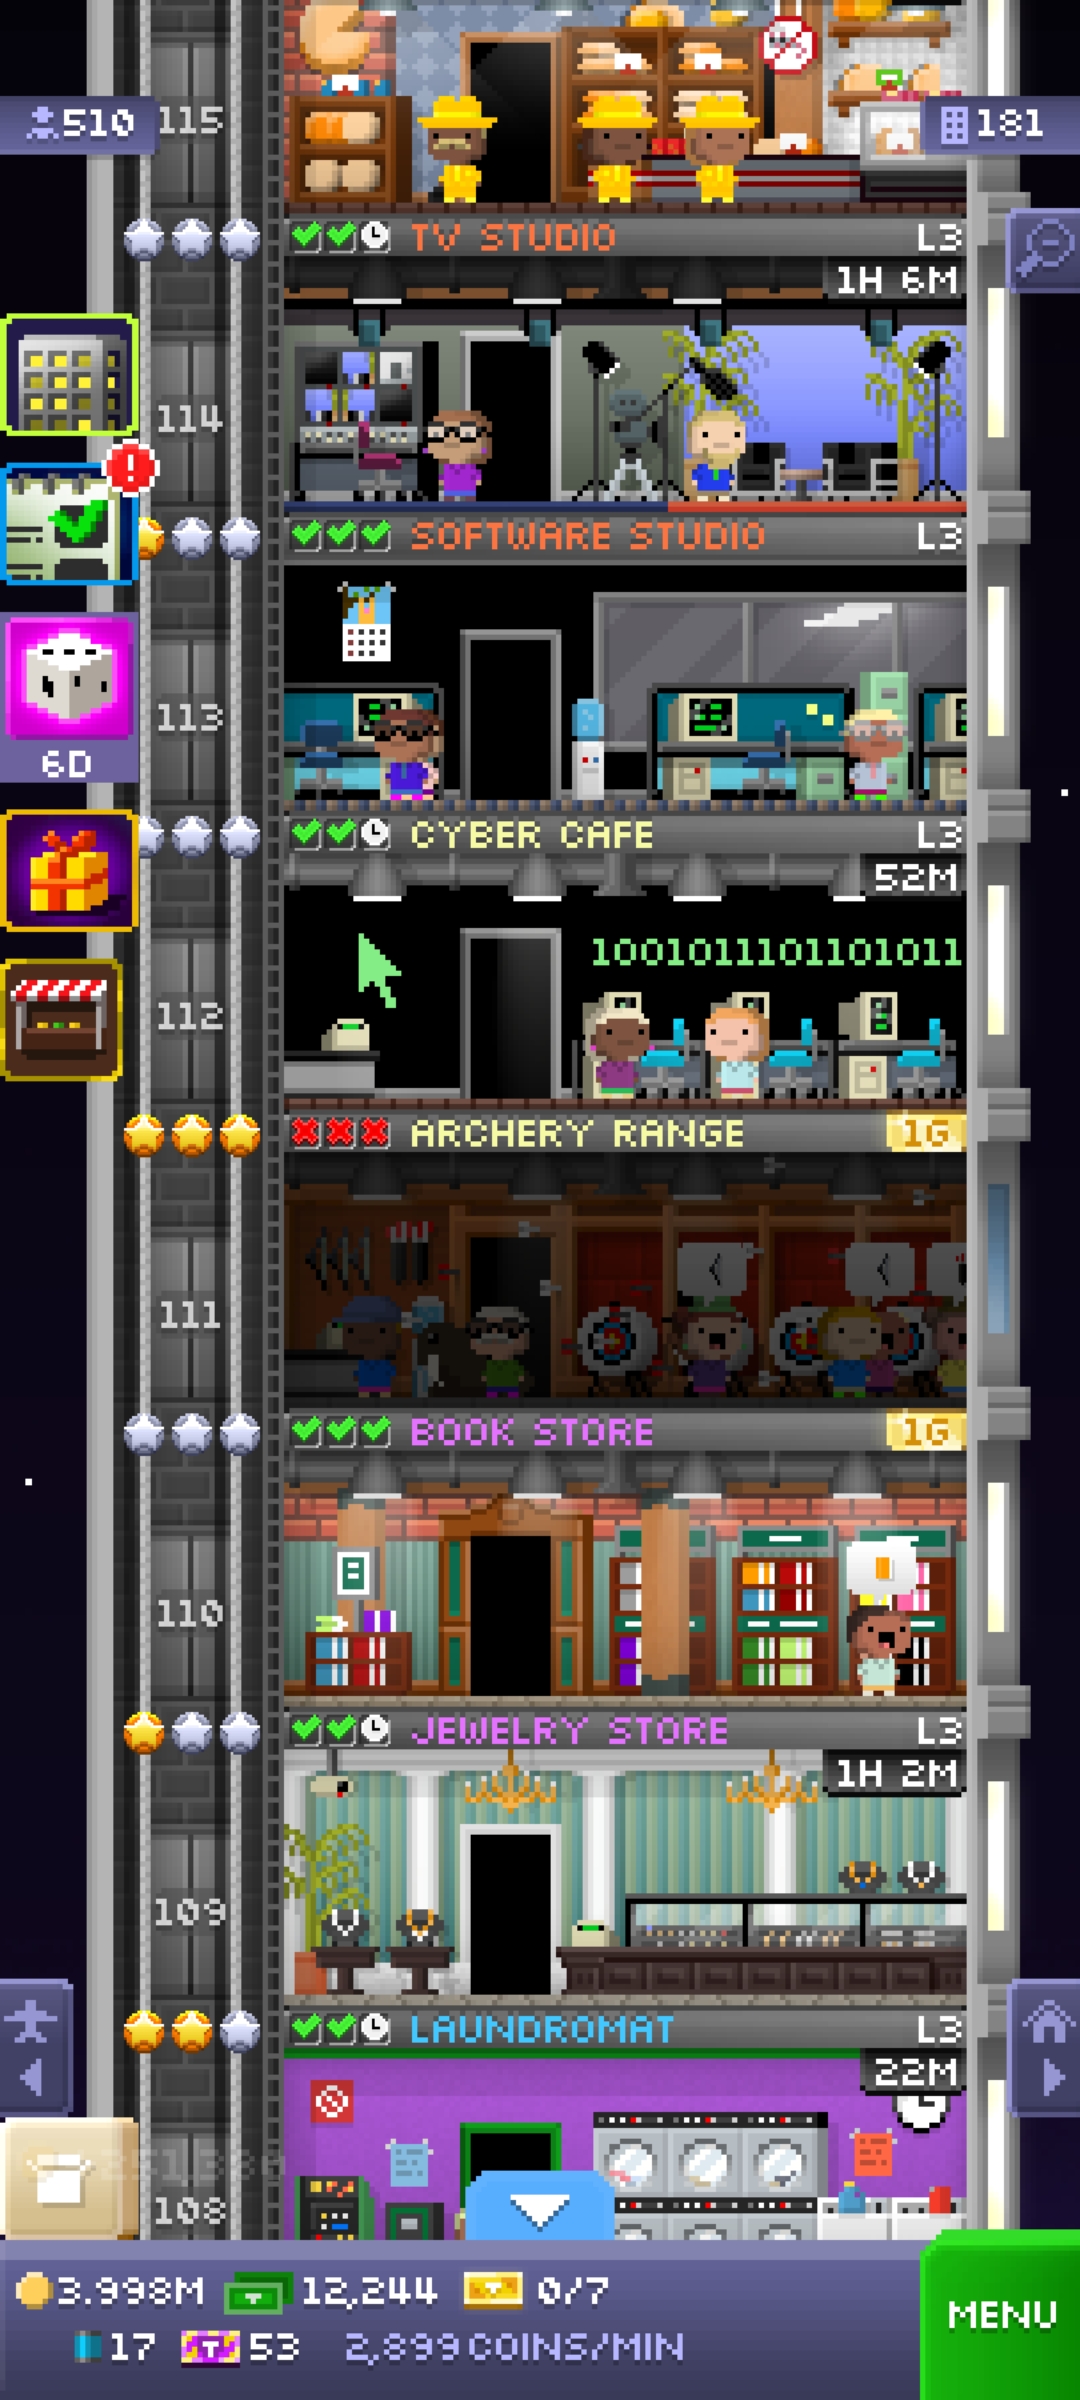 115
510
181
TV STUDIO L3
1H 6M
114
SOFTWARE STUDIO L3
113
6D
CYBER CAFE L3
52M
1001011101101011
112
ARCHERY RANGE 1G
111
BOOK STORE 1G
110
JEWELRY STORE L3
1H 2M
109
LAUNDROMAT L3
22M
108
3.998M 12,244 0/7
MENU
17 53 2,899 COINS/MIN